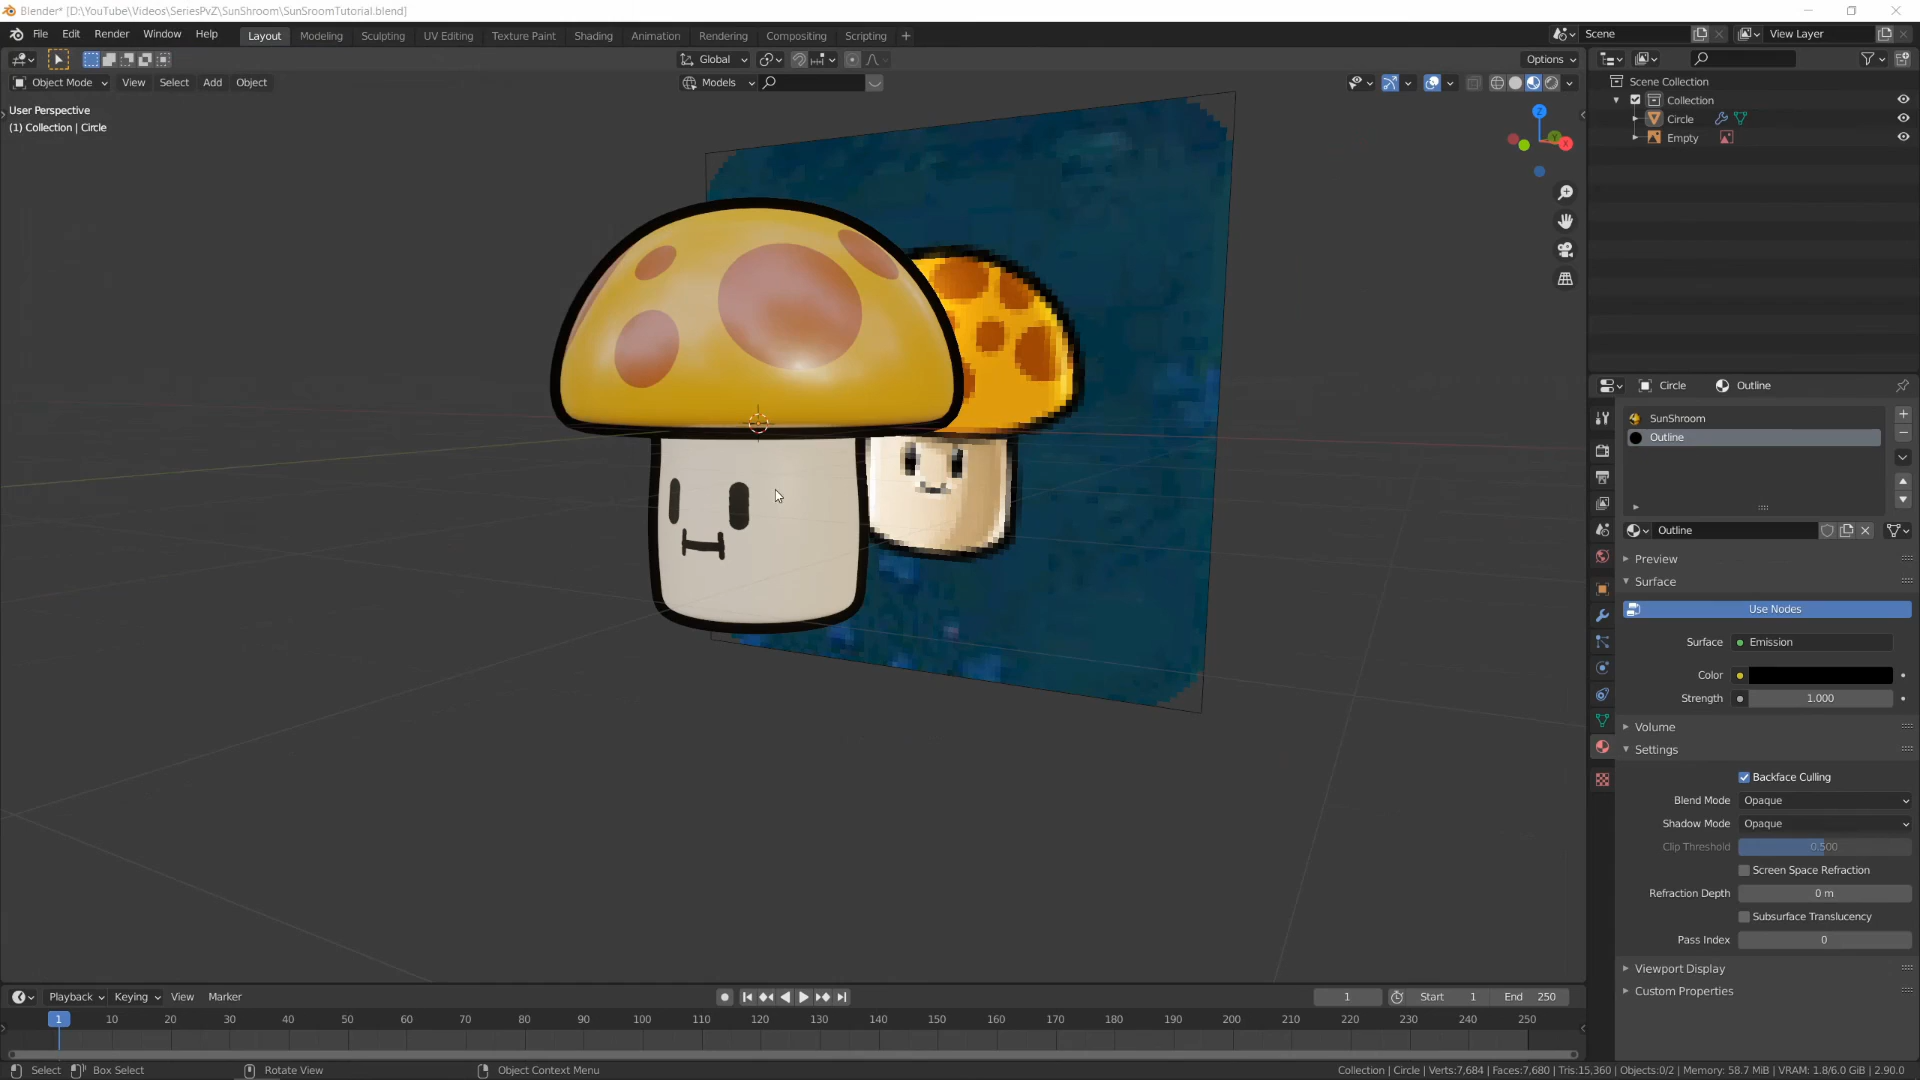 Blender* [D:\YouTube\Videos\SeriesPvZ\SunShroom\SunSroomTutorial.blend]
File Edit Render Window Help Layout Modeling Sculpting UV Editing Texture Paint Shading Animation Rendering Compositing Scripting + Scene View Layer
Global Options
Object Mode View Select Add Object Models
User Perspective
(1) Collection | Circle
Z
Y
X
Scene Collection
Collection
Circle
Empty
Circle Outline
SunShroom
Outline
Outline
Preview
Surface
Use Nodes
Surface Emission
Color
Strength 1.000
Volume
Settings
Backface Culling
Blend Mode Opaque
Shadow Mode Opaque
Clip Threshold 0.500
Screen Space Refraction
Refraction Depth 0 m
Subsurface Translucency
Pass Index 0
Viewport Display
Custom Properties
Playback Keying View Marker 1 Start 1 End 250
1 10 20 30 40 50 60 70 80 90 100 110 120 130 140 150 160 170 180 190 200 210 220 230 240 250
Select Box Select Rotate View Object Context Menu Collection | Circle | Verts:7,684 | Faces:7,680 | Tris:15,360 | Objects:0/2 | Memory: 58.7 MiB | VRAM: 1.8/6.0 GiB | 2.90.0